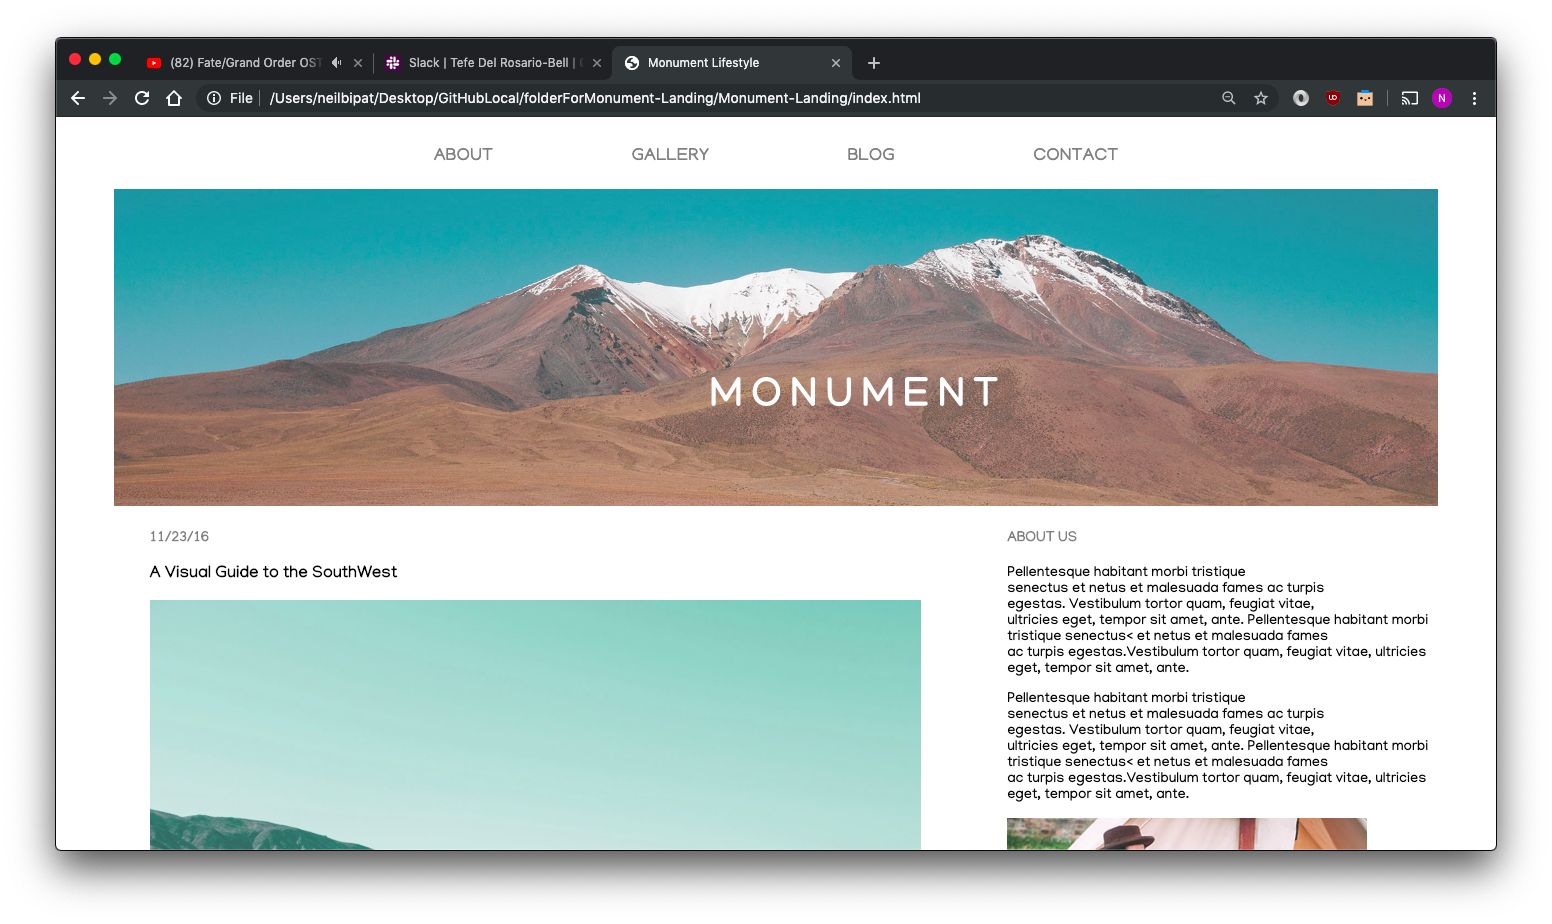 (82) Fate/Grand Order OST
Slack | Tefe Del Rosario-Bell |
Monument Lifestyle
File
/Users/neilbipat/Desktop/GitHubLocal/folderForMonument-Landing/Monument-Landing/index.html
N
ABOUT GALLERY BLOG CONTACT
MONUMENT
11/23/16
A Visual Guide to the SouthWest
ABOUT US
Pellentesque habitant morbi tristique
senectus et netus et malesuada fames ac turpis
egestas. Vestibulum tortor quam, feugiat vitae,
ultricies eget, tempor sit amet, ante. Pellentesque habitant morbi
tristique senectus< et netus et malesuada fames
ac turpis egestas.Vestibulum tortor quam, feugiat vitae, ultricies
eget, tempor sit amet, ante.
Pellentesque habitant morbi tristique
senectus et netus et malesuada fames ac turpis
egestas. Vestibulum tortor quam, feugiat vitae,
ultricies eget, tempor sit amet, ante. Pellentesque habitant morbi
tristique senectus< et netus et malesuada fames
ac turpis egestas.Vestibulum tortor quam, feugiat vitae, ultricies
eget, tempor sit amet, ante.